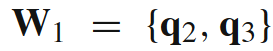 W₁ = {q2, q3}